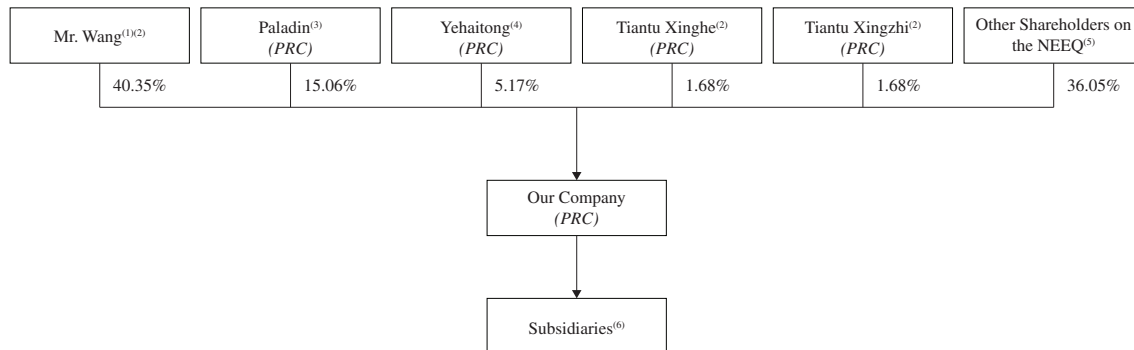 Mr. Wang(1)(2)
Paladin(3)
(PRC)
Yehaitong(4)
(PRC)
Tiantu Xinghe(2)
(PRC)
Tiantu Xingzhi(2)
(PRC)
Other Shareholders on
the NEEQ(5)
40.35%
15.06%
5.17%
1.68%
1.68%
36.05%
Our Company
(PRC)
Subsidiaries(6)